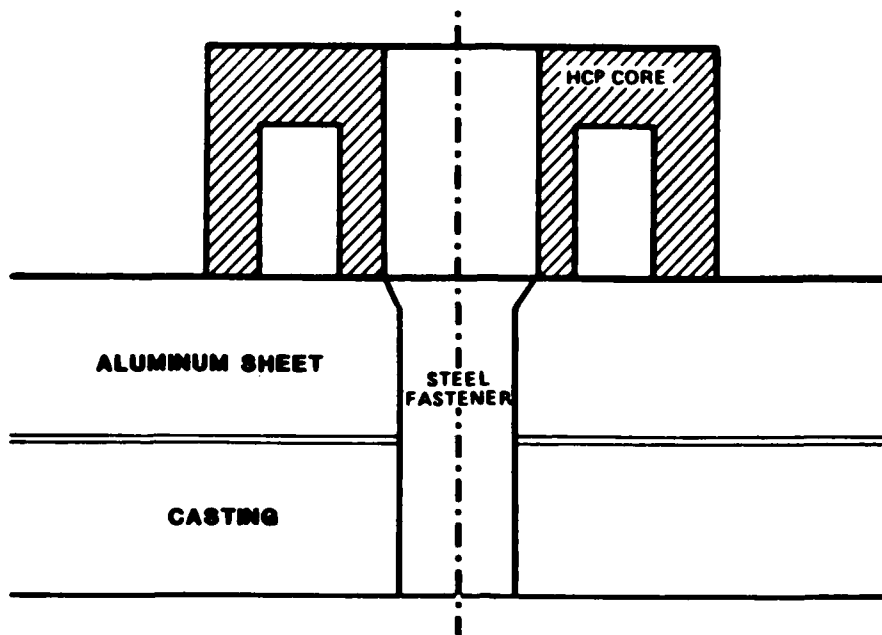 HCP CORE
ALUMINUM SHEET
STEEL
FASTENER
CASTING